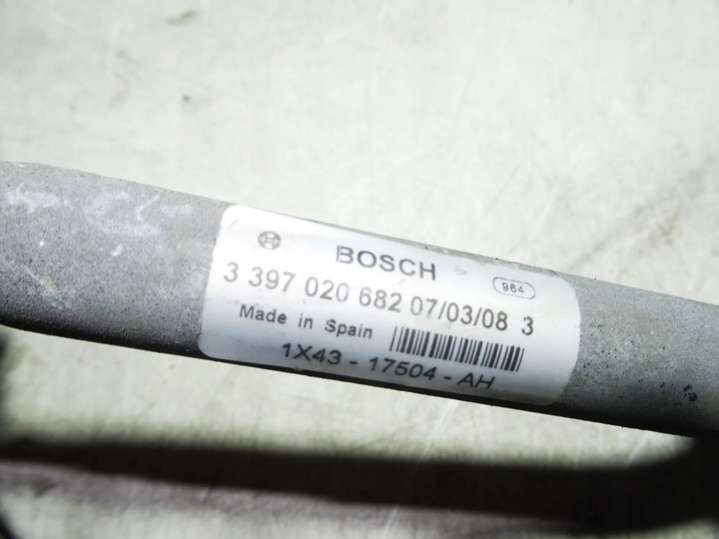 BOSCH
964
3 397 020 682 07/03/08 3
Made in Spain
1X43 - 17504 - AH